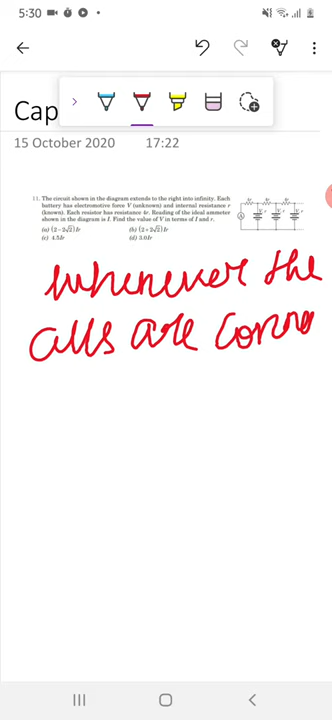 5:30
Cap
15 October 2020 17:22
11. The circuit shown in the diagram extends to the right into infinity. Each
battery has electromotive force V (unknown) and internal resistance r
(known). Each resistor has resistance 4r. Reading of the ideal ammeter
shown in the diagram is I. Find the value of V in terms of I and r.
(a) (2-2√2)Ir (b) (2+2√2)Ir
(c) 4.5Ir (d) 3.0Ir
Whenever the
cells are conne